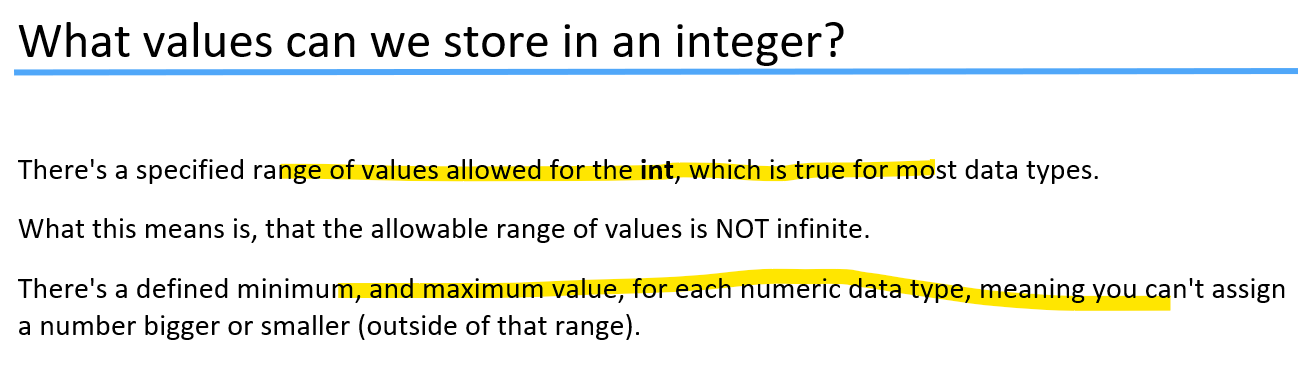 What values can we store in an integer?
There's a specified range of values allowed for the int, which is true for most data types.
What this means is, that the allowable range of values is NOT infinite.
There's a defined minimum, and maximum value, for each numeric data type, meaning you can't assign
a number bigger or smaller (outside of that range).